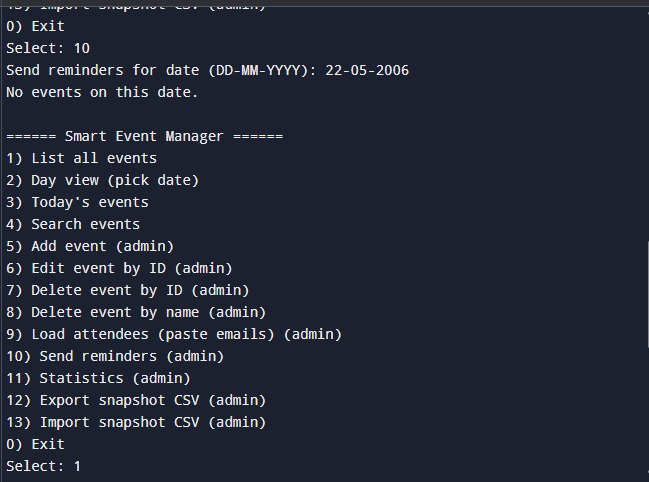 13) Import snapshot CSV (admin)
0) Exit
Select: 10
Send reminders for date (DD-MM-YYYY): 22-05-2006
No events on this date.
====== Smart Event Manager ======
1) List all events
2) Day view (pick date)
3) Today's events
4) Search events
5) Add event (admin)
6) Edit event by ID (admin)
7) Delete event by ID (admin)
8) Delete event by name (admin)
9) Load attendees (paste emails) (admin)
10) Send reminders (admin)
11) Statistics (admin)
12) Export snapshot CSV (admin)
13) Import snapshot CSV (admin)
0) Exit
Select: 1